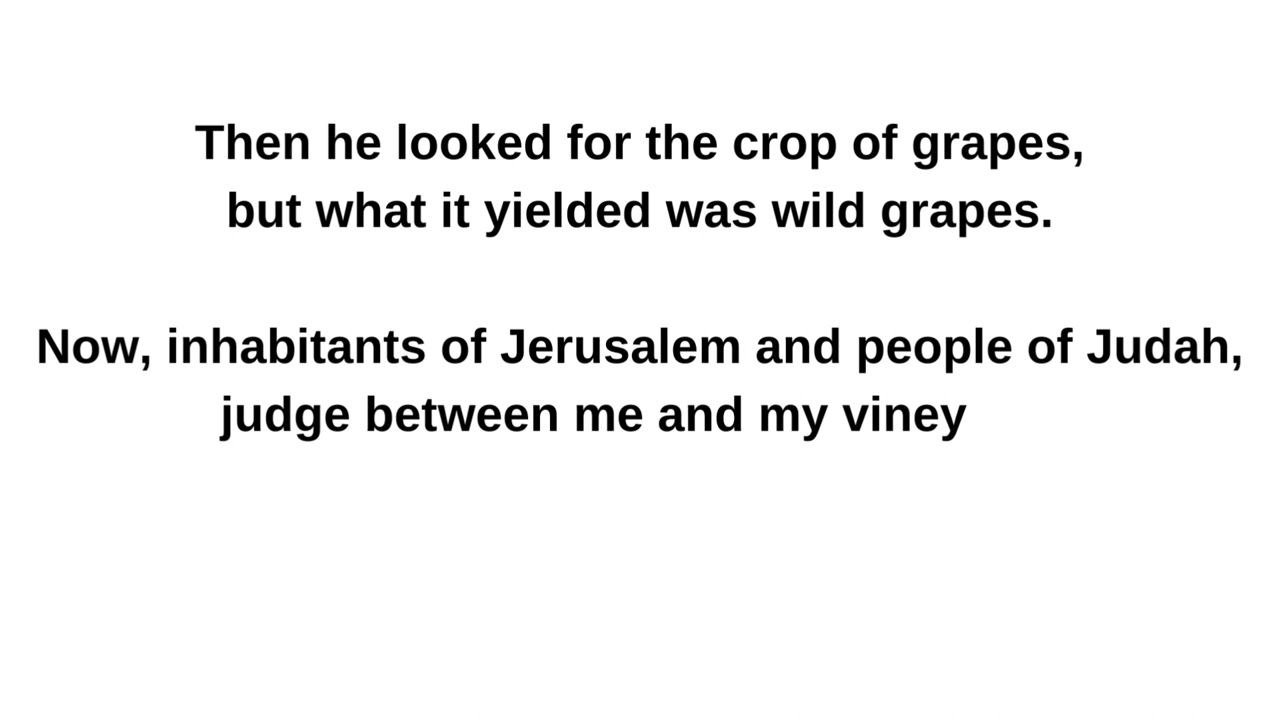 Then he looked for the crop of grapes,
but what it yielded was wild grapes.
Now, inhabitants of Jerusalem and people of Judah,
judge between me and my viney